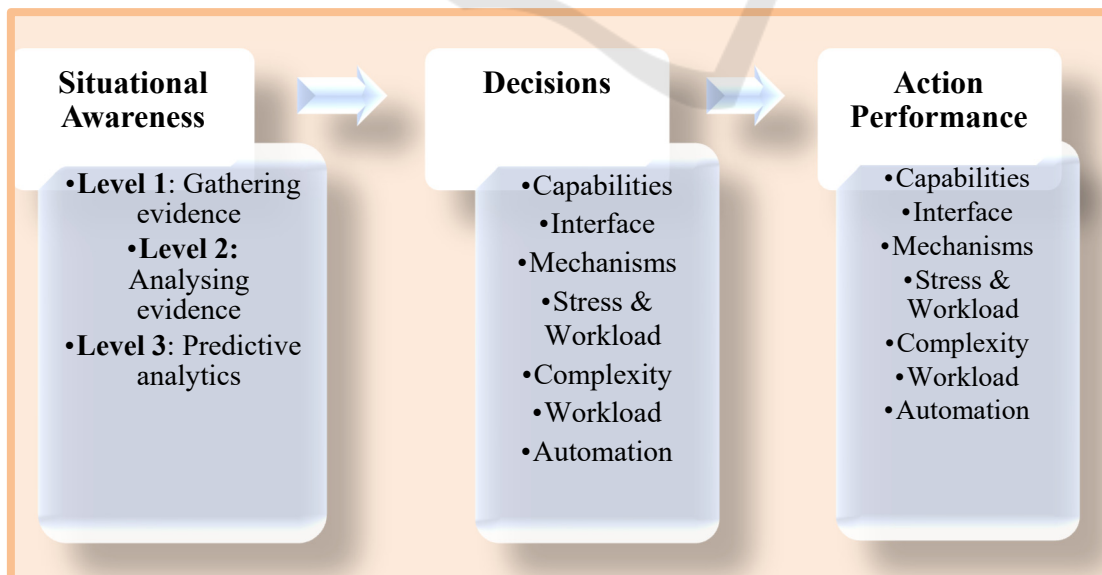 Situational
Awareness
•Level 1: Gathering
evidence
•Level 2:
Analysing
evidence
•Level 3: Predictive
analytics
Decisions
•Capabilities
•Interface
•Mechanisms
•Stress &
Workload
•Complexity
•Workload
•Automation
Action
Performance
•Capabilities
•Interface
•Mechanisms
•Stress &
Workload
•Complexity
•Workload
•Automation